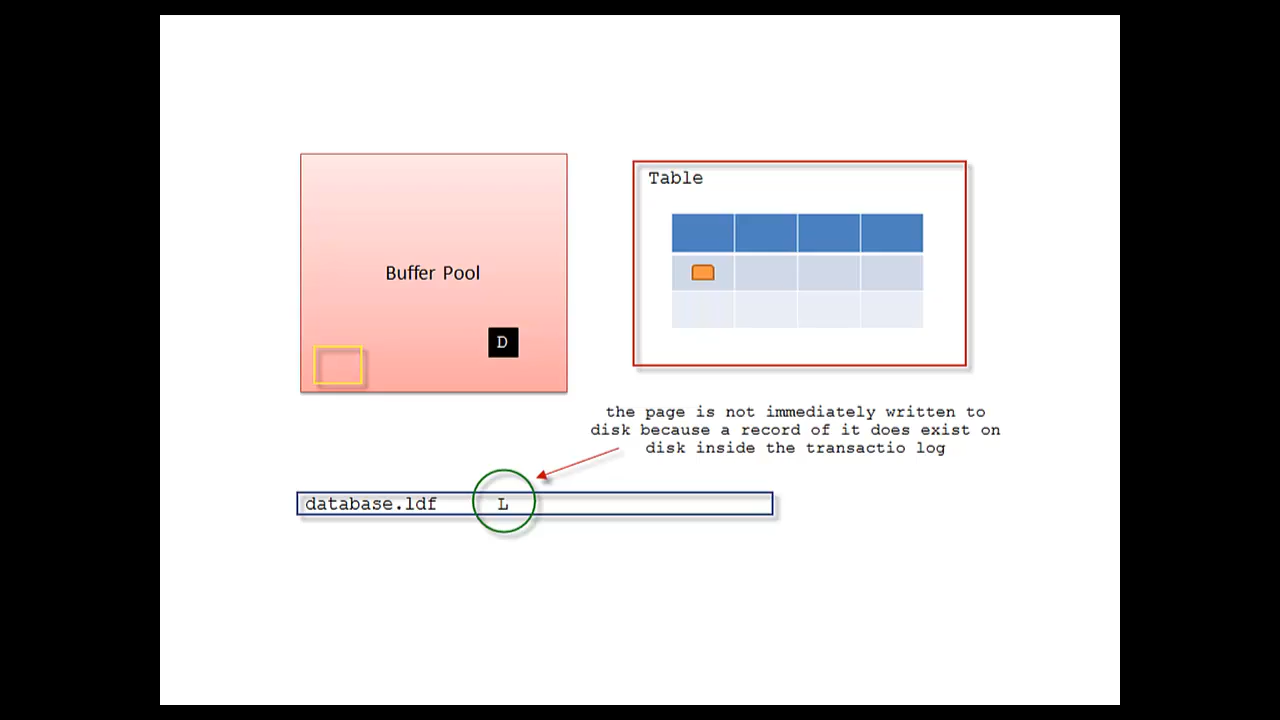 Table
Buffer Pool
D
the page is not immediately written to
disk because a record of it does exist on
disk inside the transactio log
database.ldf
L